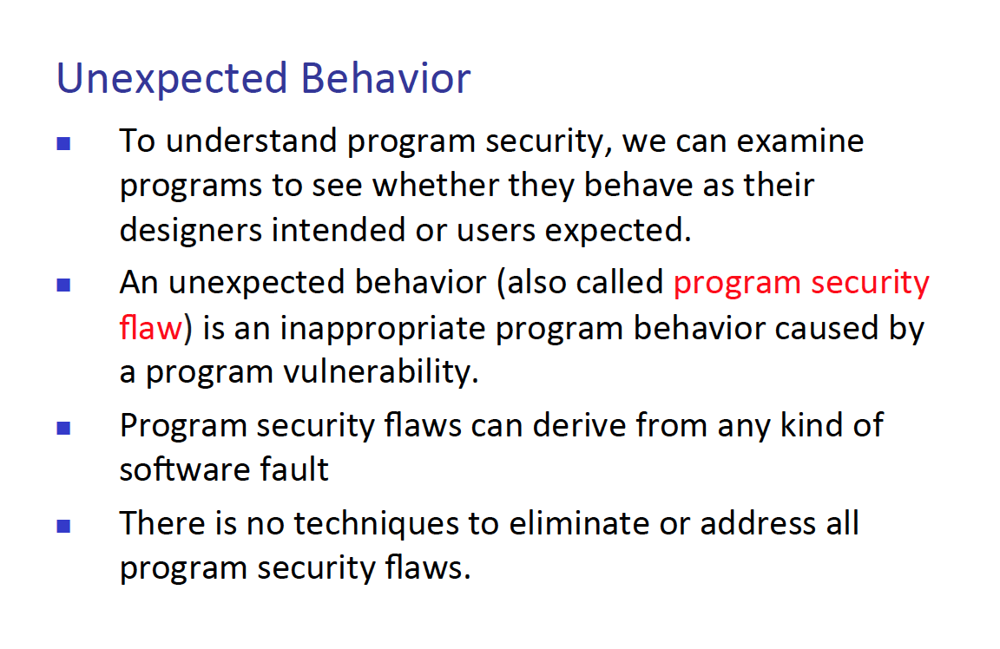 Unexpected Behavior
To understand program security, we can examine
programs to see whether they behave as their
designers intended or users expected.
An unexpected behavior (also called program security
flaw) is an inappropriate program behavior caused by
a program vulnerability.
Program security flaws can derive from any kind of
software fault
There is no techniques to eliminate or address all
program security flaws.